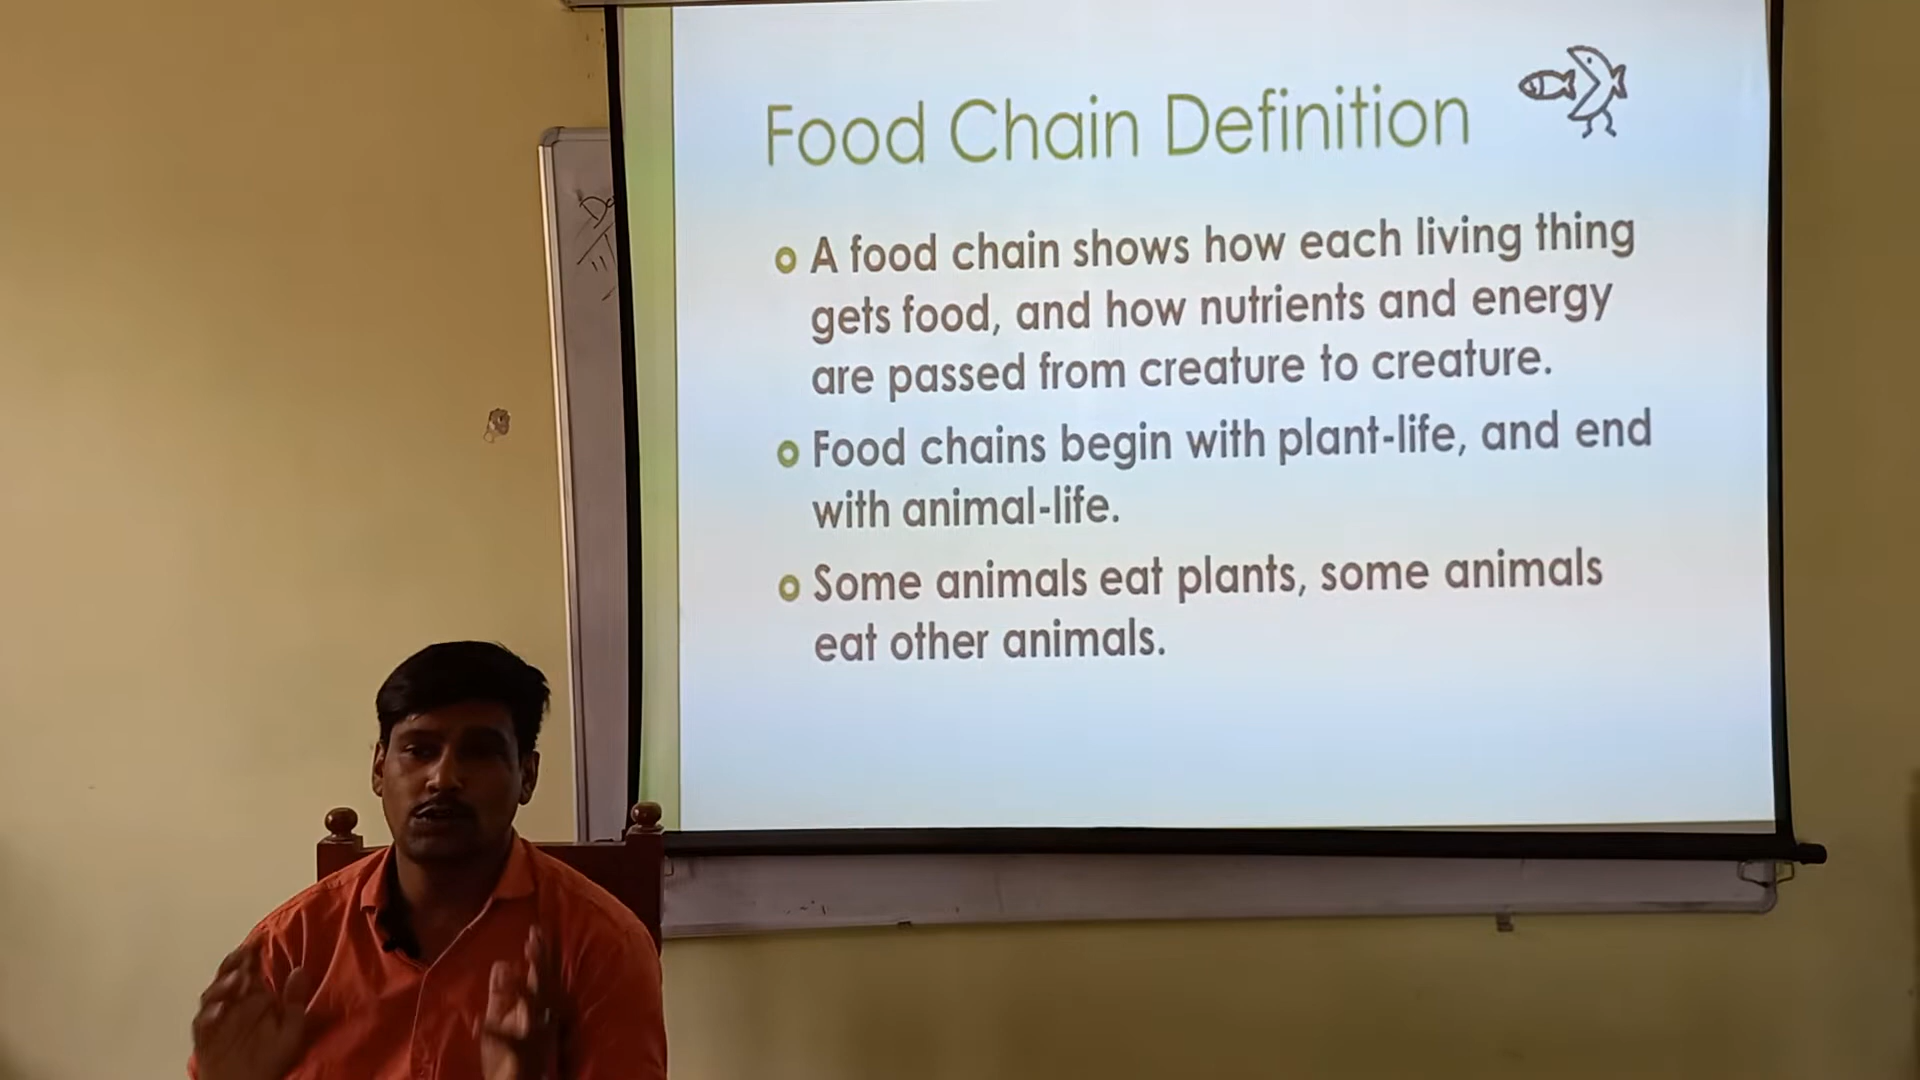 Food Chain Definition
A food chain shows how each living thing
gets food, and how nutrients and energy
are passed from creature to creature.
Food chains begin with plant-life, and end
with animal-life.
Some animals eat plants, some animals
eat other animals.